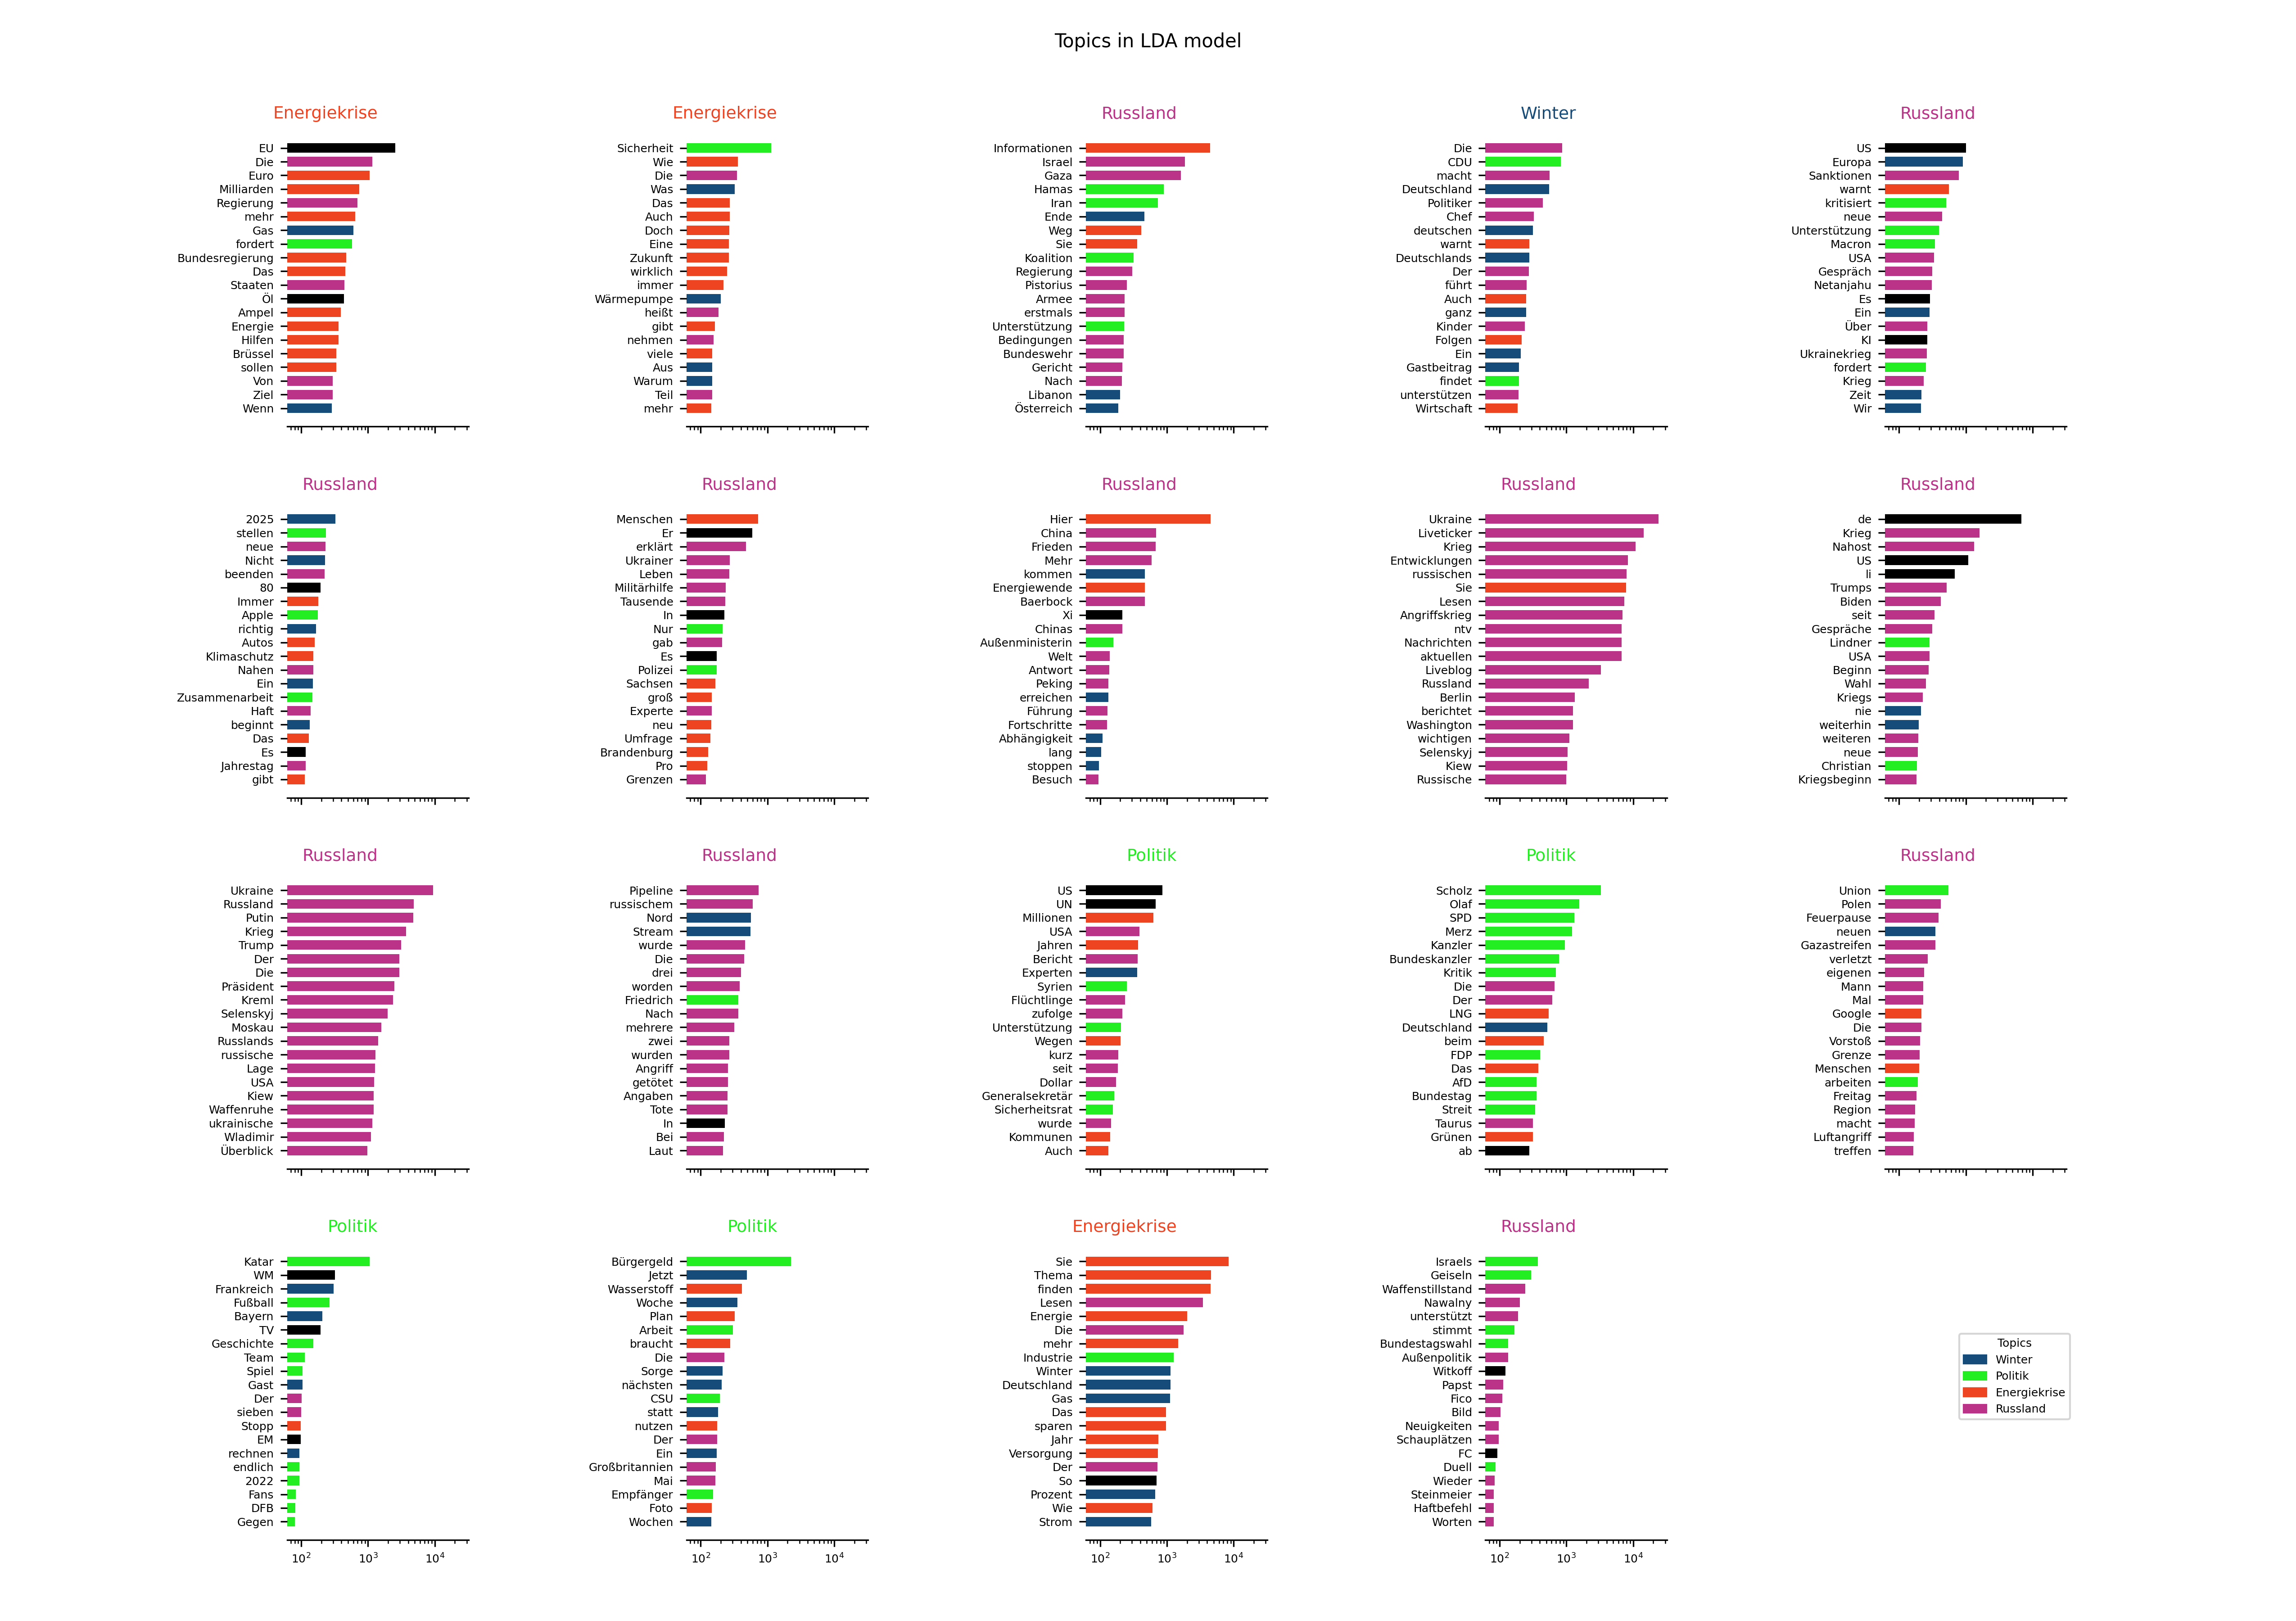 Topics in LDA model
Energiekrise
EU
Die
Euro
Milliarden
Regierung
mehr
Gas
fordert
Bundesregierung
Das
Staaten
Öl
Ampel
Energie
Hilfen
Brüssel
sollen
Von
Ziel
Wenn
Energiekrise
Sicherheit
Wie
Die
Was
Das
Auch
Doch
Eine
Zukunft
wirklich
immer
Wärmepumpe
heißt
gibt
nehmen
viele
Aus
Warum
Teil
mehr
Russland
Informationen
Israel
Gaza
Hamas
Iran
Ende
Weg
Sie
Koalition
Regierung
Pistorius
Armee
erstmals
Unterstützung
Bedingungen
Bundeswehr
Gericht
Nach
Libanon
Österreich
Winter
Die
CDU
macht
Deutschland
Politiker
Chef
deutschen
warnt
Deutschlands
Der
führt
Auch
ganz
Kinder
Folgen
Ein
Gastbeitrag
findet
unterstützen
Wirtschaft
Russland
US
Europa
Sanktionen
warnt
kritisiert
neue
Unterstützung
Macron
USA
Gespräch
Netanjahu
Es
Ein
Über
KI
Ukrainekrieg
fordert
Krieg
Zeit
Wir
Russland
2025
stellen
neue
Nicht
beenden
80
Immer
Apple
richtig
Autos
Klimaschutz
Nahen
Ein
Zusammenarbeit
Haft
beginnt
Das
Es
Jahrestag
gibt
Russland
Menschen
Er
erklärt
Ukrainer
Leben
Militärhilfe
Tausende
In
Nur
gab
Es
Polizei
Sachsen
groß
Experte
neu
Umfrage
Brandenburg
Pro
Grenzen
Russland
Hier
China
Frieden
Mehr
kommen
Energiewende
Baerbock
Xi
Chinas
Außenministerin
Welt
Antwort
Peking
erreichen
Führung
Fortschritte
Abhängigkeit
lang
stoppen
Besuch
Russland
Ukraine
Liveticker
Krieg
Entwicklungen
russischen
Sie
Lesen
Angriffskrieg
ntv
Nachrichten
aktuellen
Liveblog
Russland
Berlin
berichtet
Washington
wichtigen
Selenskyj
Kiew
Russische
Russland
de
Krieg
Nahost
US
li
Trumps
Biden
seit
Gespräche
Lindner
USA
Beginn
Wahl
Kriegs
nie
weiterhin
weiteren
neue
Christian
Kriegsbeginn
Russland
Ukraine
Russland
Putin
Krieg
Trump
Der
Die
Präsident
Kreml
Selenskyj
Moskau
Russlands
russische
Lage
USA
Kiew
Waffenruhe
ukrainische
Wladimir
Überblick
Russland
Pipeline
russischem
Nord
Stream
wurde
Die
drei
worden
Friedrich
Nach
mehrere
zwei
wurden
Angriff
getötet
Angaben
Tote
In
Bei
Laut
Politik
US
UN
Millionen
USA
Jahren
Bericht
Experten
Syrien
Flüchtlinge
zufolge
Unterstützung
Wegen
kurz
seit
Dollar
Generalsekretär
Sicherheitsrat
wurde
Kommunen
Auch
Politik
Scholz
Olaf
SPD
Merz
Kanzler
Bundeskanzler
Kritik
Die
Der
LNG
Deutschland
beim
FDP
Das
AfD
Bundestag
Streit
Taurus
Grünen
ab
Russland
Union
Polen
Feuerpause
neuen
Gazastreifen
verletzt
eigenen
Mann
Mal
Google
Die
Vorstoß
Grenze
Menschen
arbeiten
Freitag
Region
macht
Luftangriff
treffen
Politik
Katar
WM
Frankreich
Fußball
Bayern
TV
Geschichte
Team
Spiel
Gast
Der
sieben
Stopp
EM
rechnen
endlich
2022
Fans
DFB
Gegen
10² 10³ 10⁴
Politik
Bürgergeld
Jetzt
Wasserstoff
Woche
Plan
Arbeit
braucht
Die
Sorge
nächsten
CSU
statt
nutzen
Der
Ein
Großbritannien
Mai
Empfänger
Foto
Wochen
10² 10³ 10⁴
Energiekrise
Sie
Thema
finden
Lesen
Energie
Die
mehr
Industrie
Winter
Deutschland
Gas
Das
sparen
Jahr
Versorgung
Der
So
Prozent
Wie
Strom
10² 10³ 10⁴
Russland
Israels
Geiseln
Waffenstillstand
Nawalny
unterstützt
stimmt
Bundestagswahl
Außenpolitik
Witkoff
Papst
Fico
Bild
Neuigkeiten
Schauplätzen
FC
Duell
Wieder
Steinmeier
Haftbefehl
Worten
10² 10³ 10⁴
Topics
Winter
Politik
Energiekrise
Russland